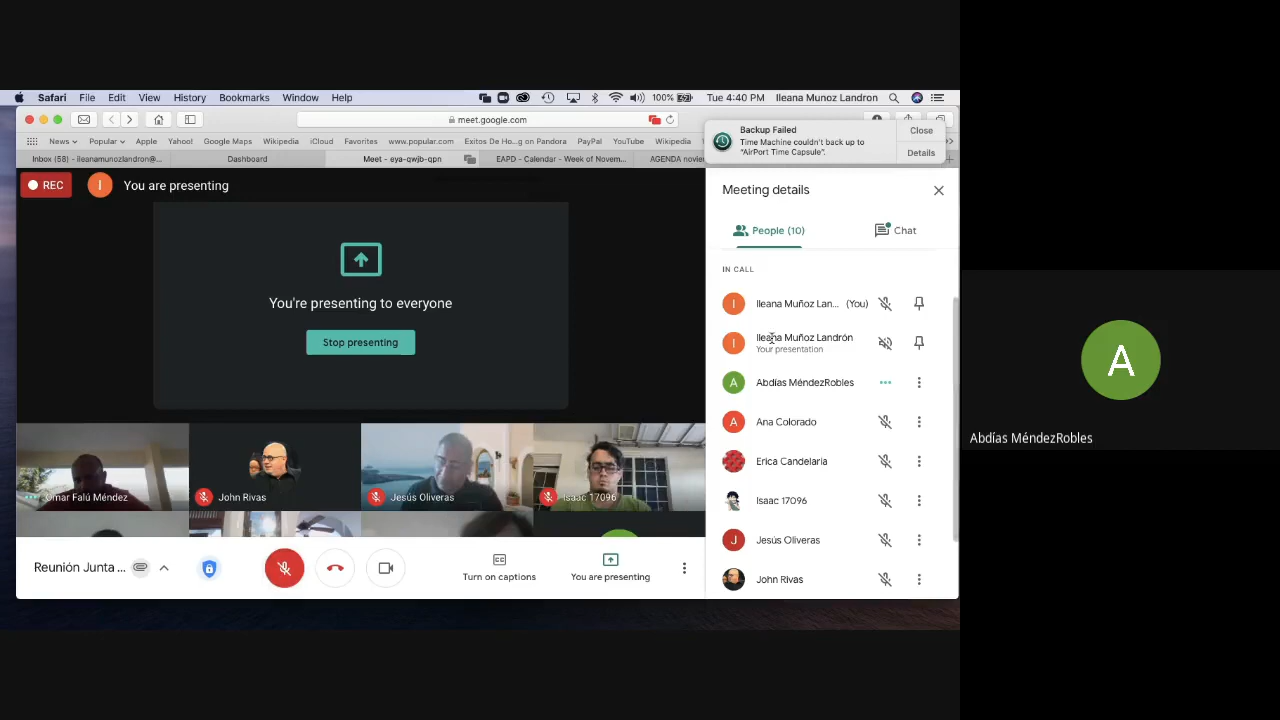 Safari File Edit View History Bookmarks Window Help 100% Tue 4:40 PM Ileana Munoz Landron
meet.google.com
News Popular Apple Yahoo! Google Maps Wikipedia iCloud Favorites www.popular.com Exitos De Ho...g on Pandora PayPal YouTube Wikipedia
Inbox (58) - ileanamunozlandron@... Dashboard Meet - eya-qwjb-qpn EAPD - Calendar - Week of Novem...
Backup Failed
Time Machine couldn't back up to
"AirPort Time Capsule".
Close
Details
REC I You are presenting
You're presenting to everyone
Stop presenting
Omar Falú Méndez John Rivas Jesús Oliveras Isaac 17096
Reunión Junta ...
Turn on captions
You are presenting
Meeting details
People (10) Chat
IN CALL
I Ileana Muñoz Lan... (You)
I Ileana Muñoz Landrón
Your presentation
A Abdías MéndezRobles
A Ana Colorado
Erica Candelaria
Isaac 17096
J Jesús Oliveras
John Rivas
A
Abdías MéndezRobles